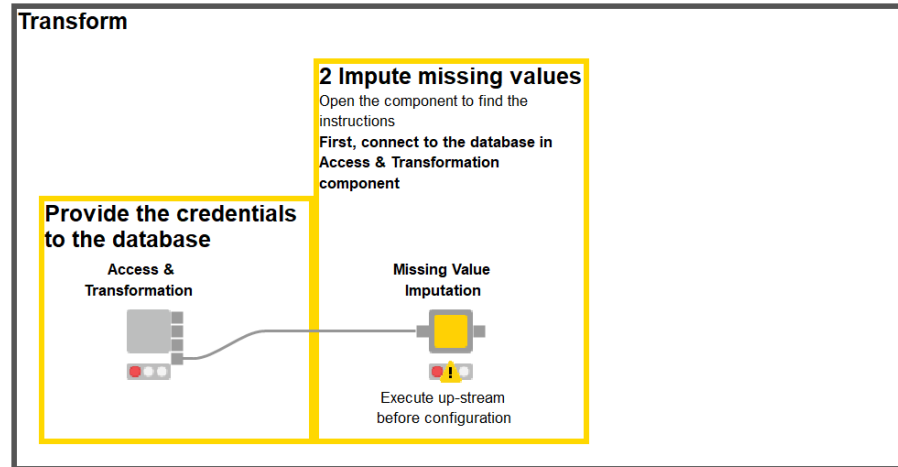 Transform
2 Impute missing values
Open the component to find the
instructions
First, connect to the database in
Access & Transformation
component
Provide the credentials
to the database
Access &
Transformation
Missing Value
Imputation
Execute up-stream
before configuration